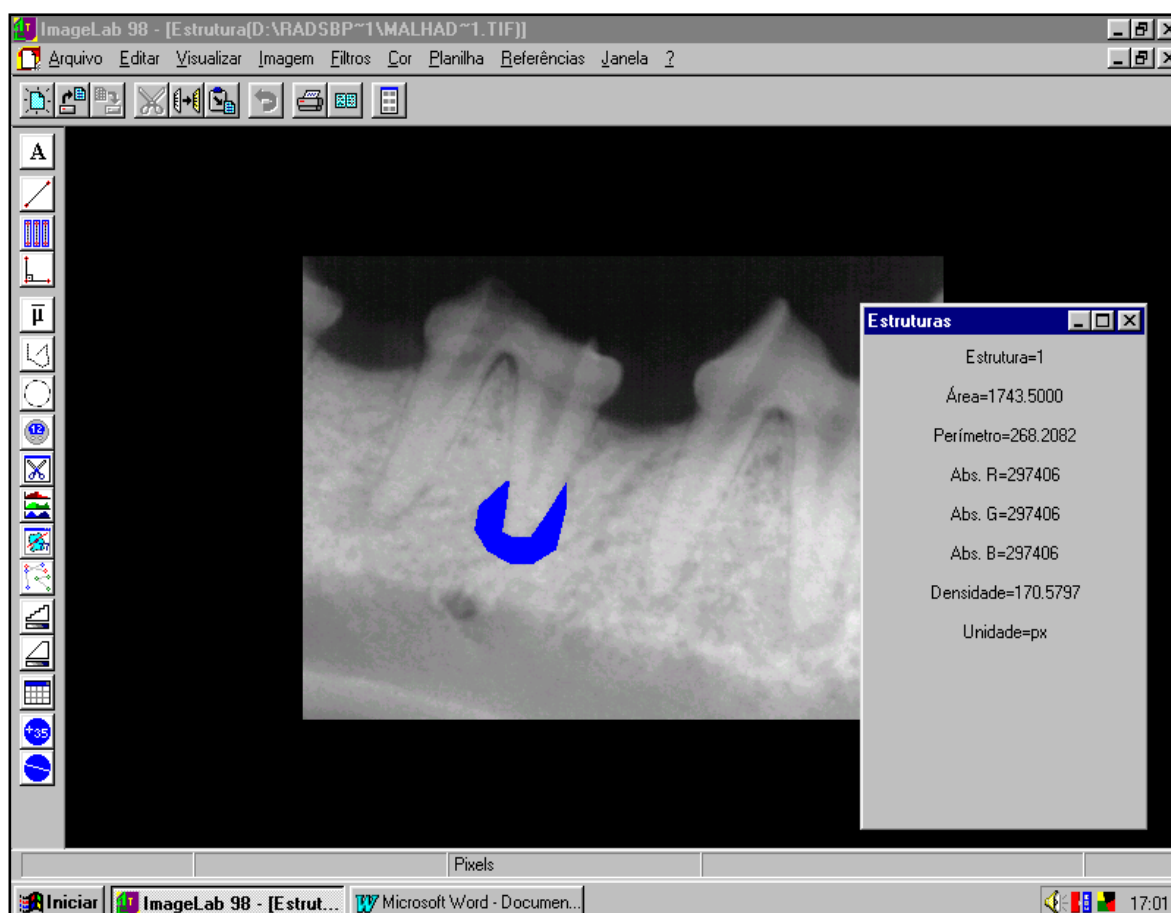 ImageLab 98 - [Estrutura(D:\RADSBP~1\MALHAD~1.TIF)]
Arquivo Editar Visualizar Imagem Filtros Cor Planilha Referências Janela ?
A
μ
12
+35
Estruturas
Estrutura=1
Área=1743.5000
Perímetro=268.2082
Abs. R=297406
Abs. G=297406
Abs. B=297406
Densidade=170.5797
Unidade=px
Pixels
Iniciar ImageLab 98 - [Estrut... Microsoft Word - Documen... 17:01